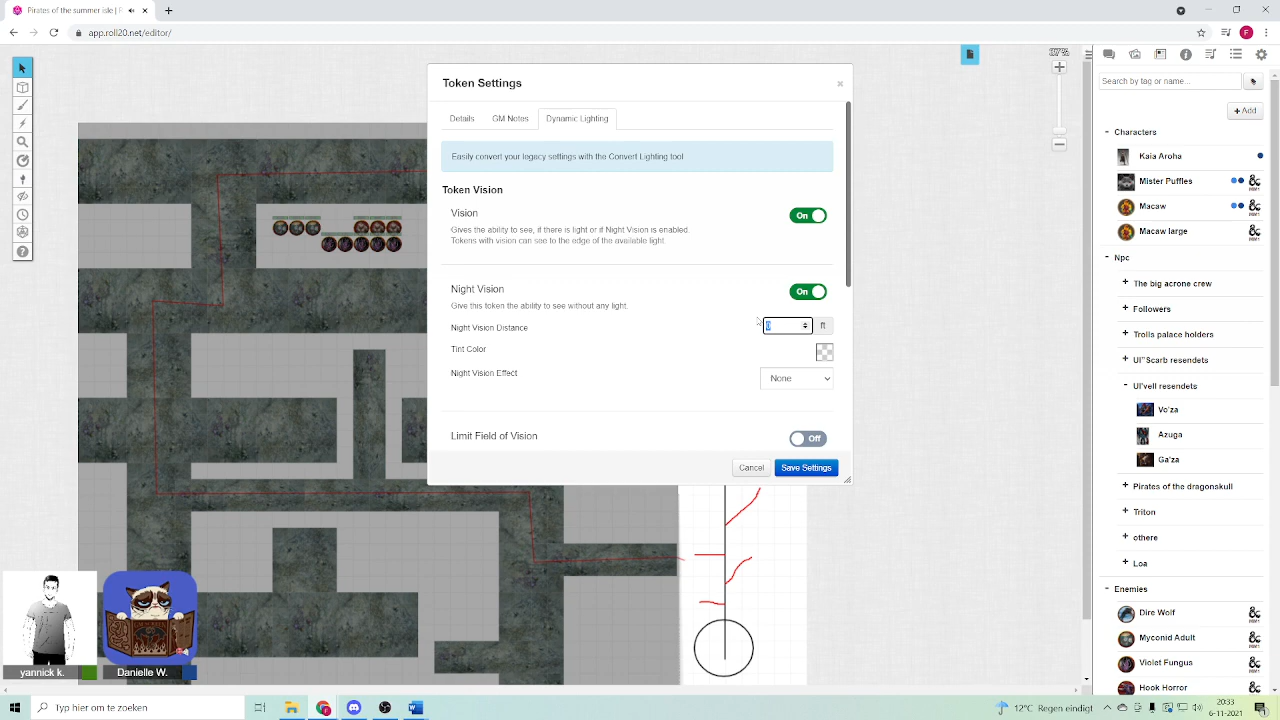 Pirates of the summer isle | R
app.roll20.net/editor/
Token Settings
Details
GM Notes
Dynamic Lighting
Easily convert your legacy settings with the Convert Lighting tool
Token Vision
Vision
On
Gives the ability to see, if there is light or if Night Vision is enabled.
Tokens with vision can see to the edge of the available light.
Night Vision
On
Give this token the ability to see without any light.
Night Vision Distance
0
ft
Tint Color
Night Vision Effect
None
Limit Field of Vision
Off
Cancel
Save Settings
Search by tag or name...
+ Add
Characters
Kaia Aroha
Mister Puffles
Macaw
Macaw large
Npc
The big acrone crew
Followers
Trolls palace holders
Ul"Scarb resendets
Ul'vell resendets
Vo'za
Azuga
Ga'za
Pirates of the dragonskull
Triton
othere
Loa
Enemies
Dire Wolf
Myconid Adult
Violet Fungus
Hook Horror
yannick k.
Danielle W.
Typ hier om te zoeken
12°C Regen eindigt
20:33
6-11-2021